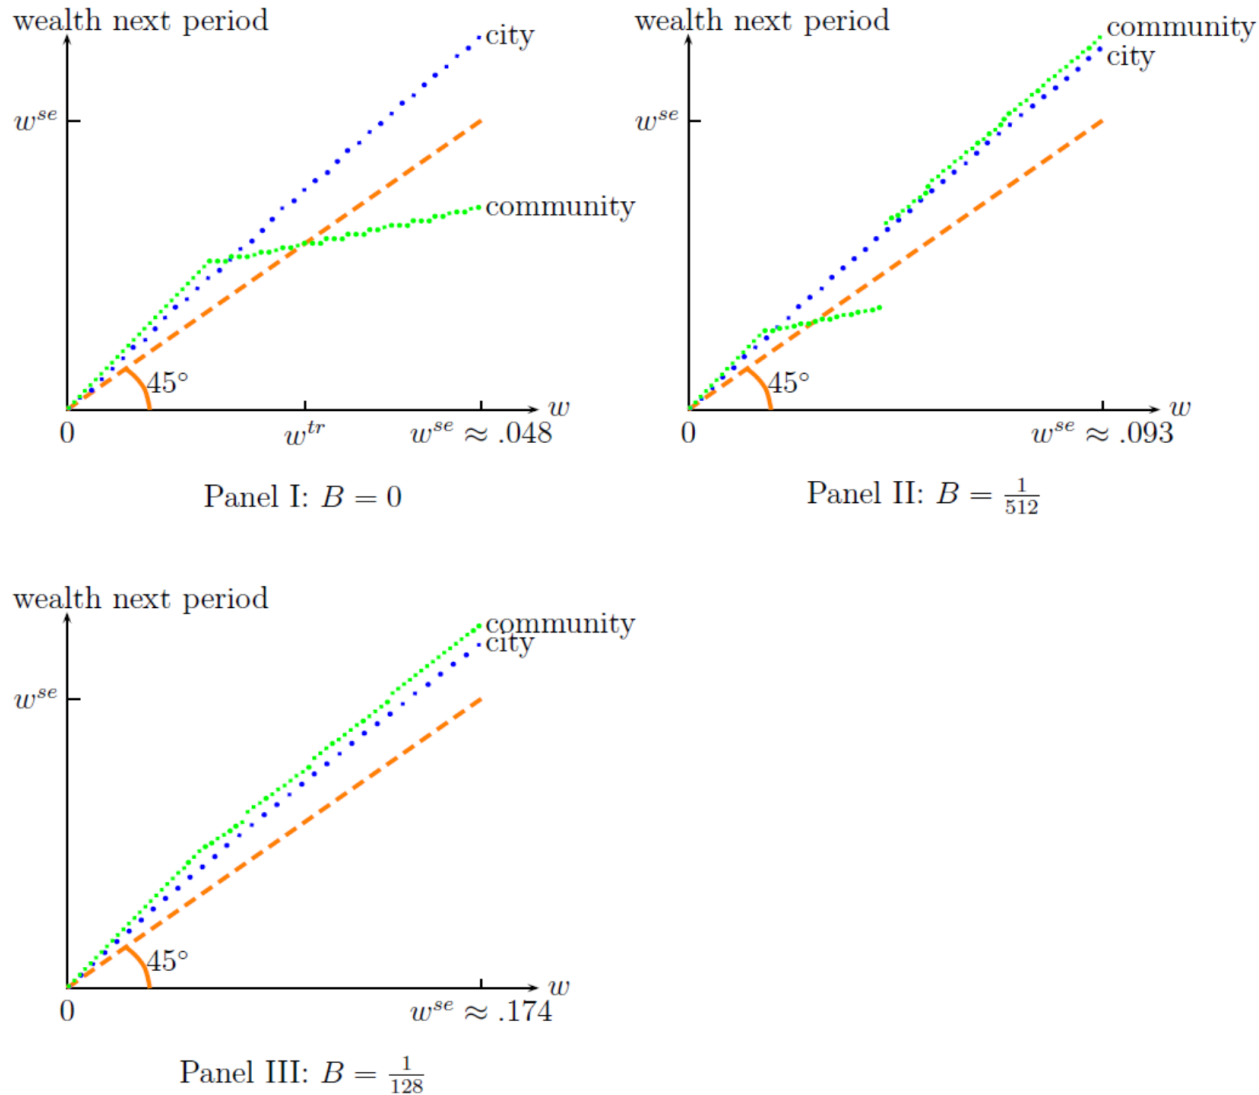 wealth next period
city
w^{se}
community
45°
w
0
w^{tr}
w^{se} ≈ .048
Panel I: B = 0
wealth next period
community
city
w^{se}
45°
w
0
w^{se} ≈ .093
Panel II: B = \frac{1}{512}
wealth next period
community
city
w^{se}
45°
w
0
w^{se} ≈ .174
Panel III: B = \frac{1}{128}